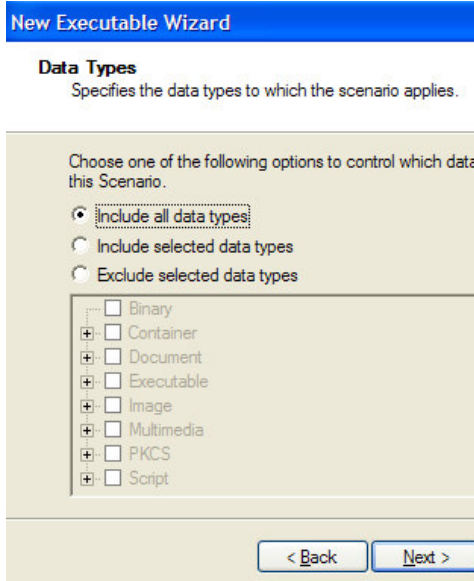 New Executable Wizard
Data Types
Specifies the data types to which the scenario applies.
Choose one of the following options to control which data
this Scenario.
Include all data types
Include selected data types
Exclude selected data types
Binary
Container
Document
Executable
Image
Multimedia
PKCS
Script
< Back
Next >